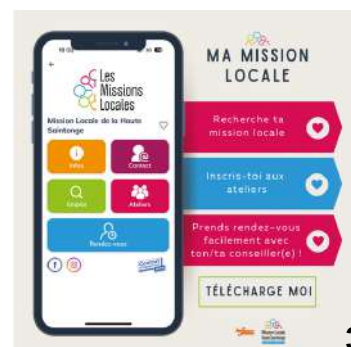 MA MISSION
LOCALE
Recherche ta
mission locale
Inscris-toi aux
ateliers
Prends rendez-vous
facilement avec
ton/ta conseiller(e) !
TÉLÉCHARGE MOI
Les
Missions
Locales
Mission Locale de la Haute
Saintonge
Infos
Contact
Emploi
Ateliers
Rendez-vous
3